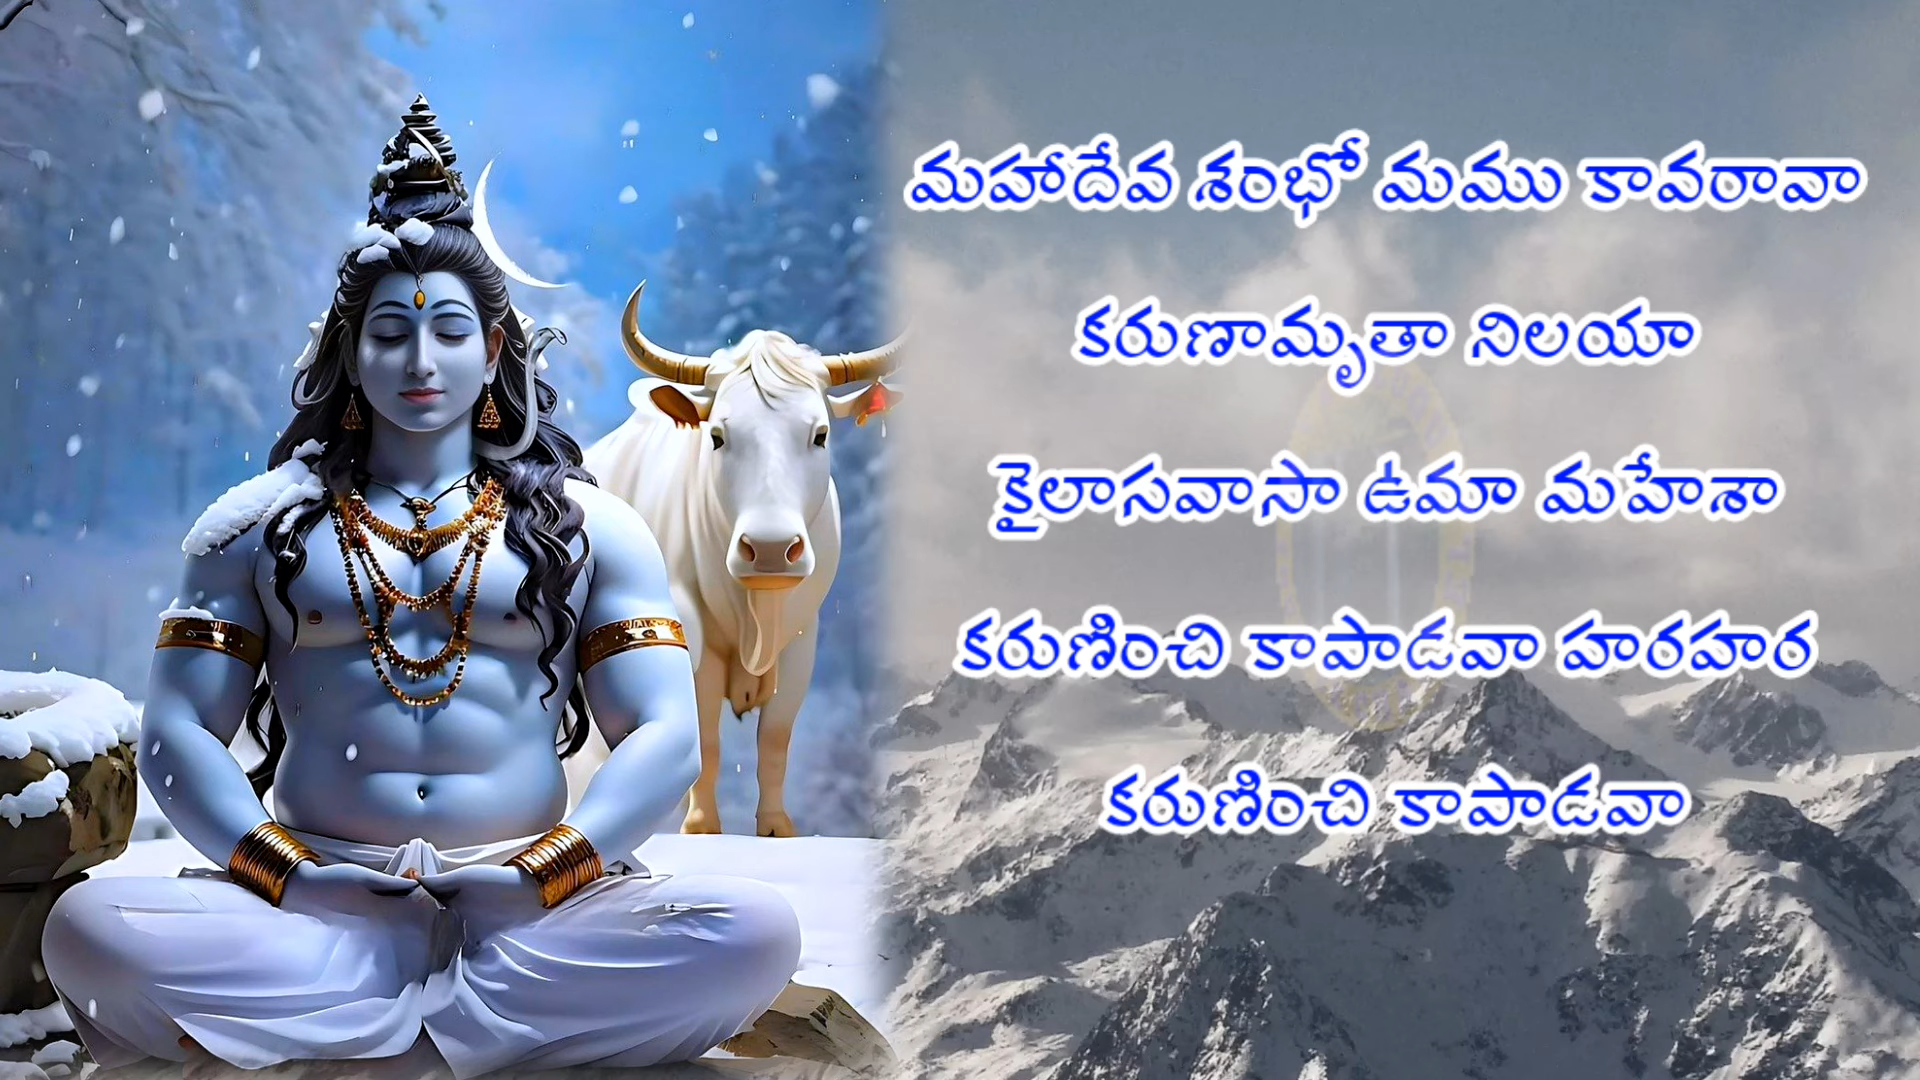 మహాదేవ శంభో మము కావరావా
కరుణామృతా నిలయా
కైలాసవాసా ఉమా మహేశా
కరుణించి కాపాడవా హరహర
కరుణించి కాపాడవా